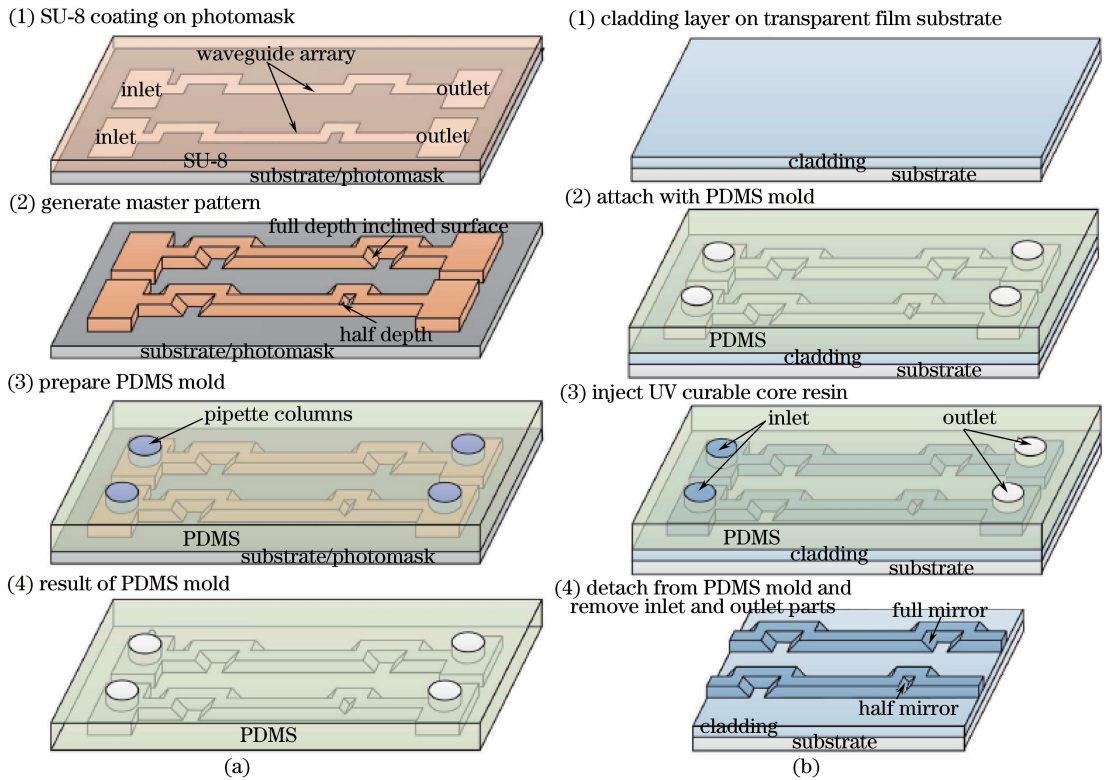 (1) SU-8 coating on photomask
waveguide arrary
inlet
outlet
inlet
outlet
SU-8
substrate/photomask
(2) generate master pattern
full depth inclined surface
half depth
substrate/photomask
(3) prepare PDMS mold
pipette columns
PDMS
substrate/photomask
(4) result of PDMS mold
PDMS
(a)
(1) cladding layer on transparent film substrate
cladding
substrate
(2) attach with PDMS mold
PDMS
cladding
substrate
(3) inject UV curable core resin
inlet
outlet
PDMS
cladding
substrate
(4) detach from PDMS mold and
remove inlet and outlet parts
full mirror
half mirror
cladding
substrate
(b)